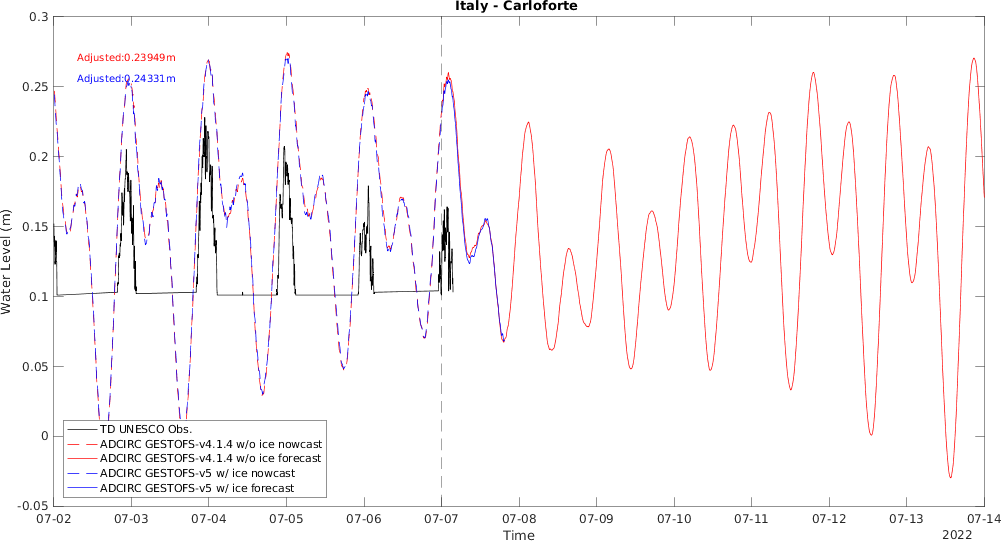 Italy - Carloforte
Adjusted:0.23949m
Adjusted:0.24331m
Water Level (m)
0.3
0.25
0.2
0.15
0.1
0.05
0
-0.05
TD UNESCO Obs.
ADCIRC GESTOFS-v4.1.4 w/o ice nowcast
ADCIRC GESTOFS-v4.1.4 w/o ice forecast
ADCIRC GESTOFS-v5 w/ ice nowcast
ADCIRC GESTOFS-v5 w/ ice forecast
07-02 07-03 07-04 07-05 07-06 07-07 07-08 07-09 07-10 07-11 07-12 07-13 07-14
Time
2022